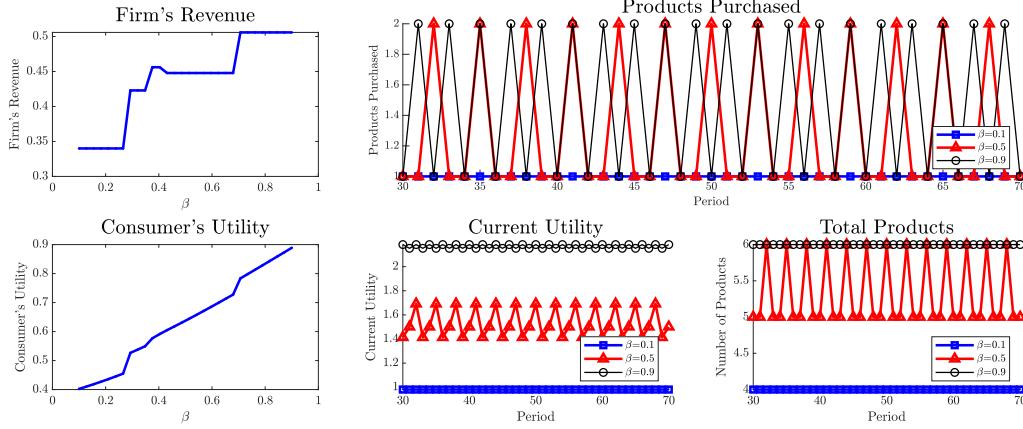 Firm's Revenue
Firm's Revenue
0.5
0.45
0.4
0.35
0.3
0
0.2
0.4
0.6
0.8
1
β
Products Purchased
Products Purchased
2
1.8
1.6
1.4
1.2
1
30
35
40
45
50
55
60
65
70
Period
β=0.1
β=0.5
β=0.9
Consumer's Utility
Consumer's Utility
0.9
0.8
0.7
0.6
0.5
0.4
0
0.2
0.4
0.6
0.8
1
β
Current Utility
Current Utility
2
1.8
1.6
1.4
1.2
1
30
40
50
60
70
Period
β=0.1
β=0.5
β=0.9
Total Products
Number of Products
6
5.5
5
4.5
4
30
40
50
60
70
Period
β=0.1
β=0.5
β=0.9